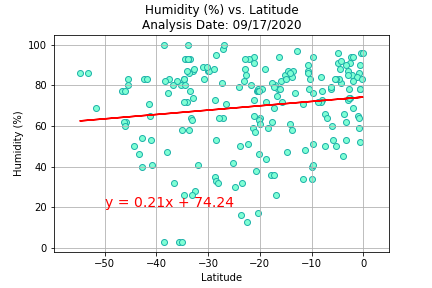 Humidity (%) vs. Latitude
Analysis Date: 09/17/2020
100
80
60
40
20
0
Humidity (%)
y = 0.21x + 74.24
−50 −40 −30 −20 −10 0
Latitude